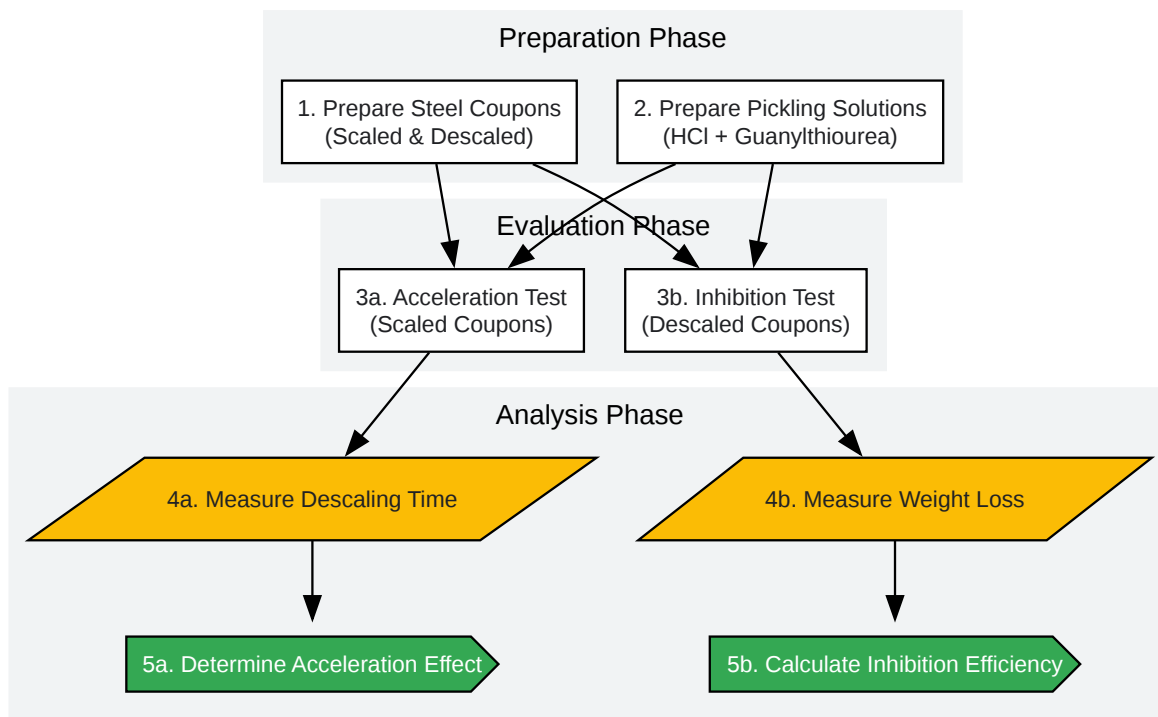 Preparation Phase
1. Prepare Steel Coupons
(Scaled & Descaled)
2. Prepare Pickling Solutions
(HCl + Guanylthiourea)
Evaluation Phase
3a. Acceleration Test
(Scaled Coupons)
3b. Inhibition Test
(Descaled Coupons)
Analysis Phase
4a. Measure Descaling Time
4b. Measure Weight Loss
5a. Determine Acceleration Effect
5b. Calculate Inhibition Efficiency